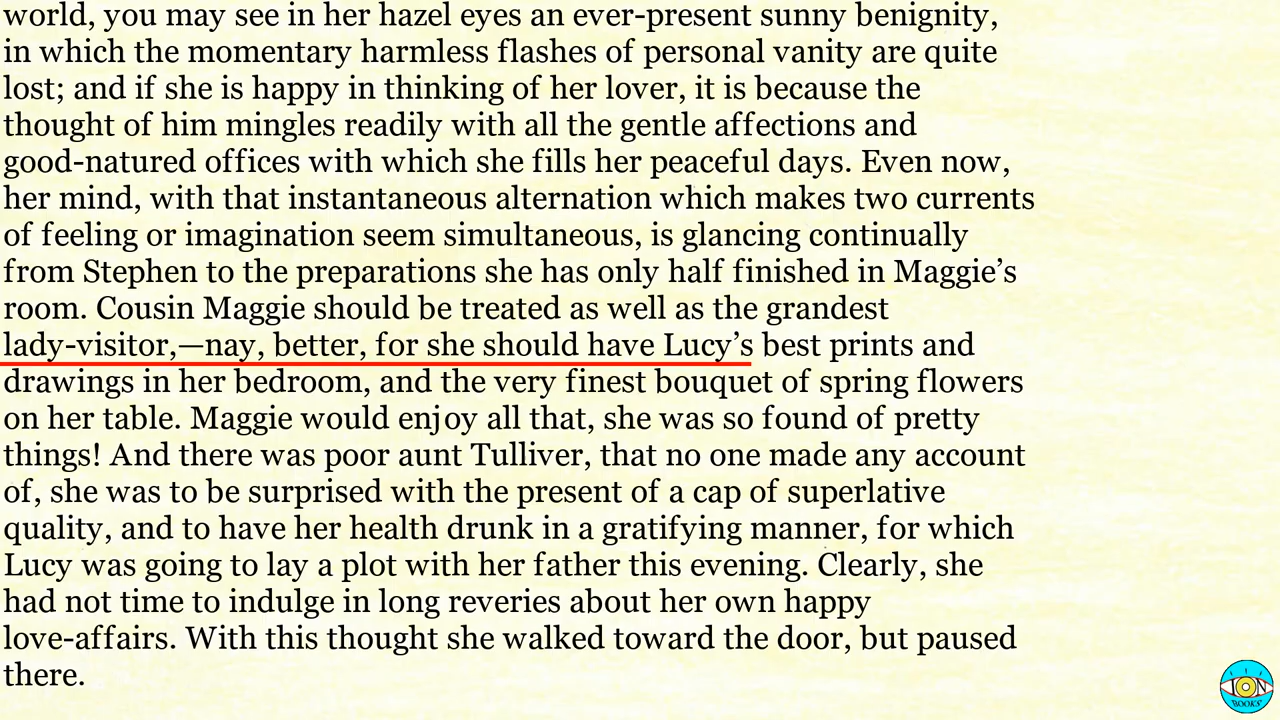 world, you may see in her hazel eyes an ever-present sunny benignity,
in which the momentary harmless flashes of personal vanity are quite
lost; and if she is happy in thinking of her lover, it is because the
thought of him mingles readily with all the gentle affections and
good-natured offices with which she fills her peaceful days. Even now,
her mind, with that instantaneous alternation which makes two currents
of feeling or imagination seem simultaneous, is glancing continually
from Stephen to the preparations she has only half finished in Maggie’s
room. Cousin Maggie should be treated as well as the grandest
lady-visitor,—nay, better, for she should have Lucy’s best prints and
drawings in her bedroom, and the very finest bouquet of spring flowers
on her table. Maggie would enjoy all that, she was so found of pretty
things! And there was poor aunt Tulliver, that no one made any account
of, she was to be surprised with the present of a cap of superlative
quality, and to have her health drunk in a gratifying manner, for which
Lucy was going to lay a plot with her father this evening. Clearly, she
had not time to indulge in long reveries about her own happy
love-affairs. With this thought she walked toward the door, but paused
there.
ION
BOOKS